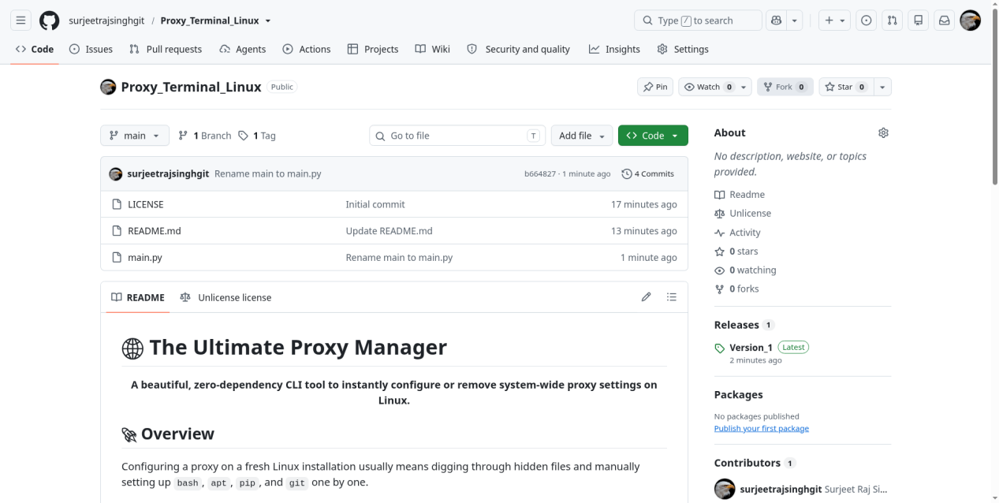 surjeetrajsinghgit / Proxy_Terminal_Linux
Type / to search
Code Issues Pull requests Agents Actions Projects Wiki Security and quality Insights Settings
Proxy_Terminal_Linux Public
Pin Watch 0 Fork 0 Star 0
main 1 Branch 1 Tag
Go to file T Add file Code
surjeetrajsinghgit Rename main to main.py b664827 · 1 minute ago 4 Commits
LICENSE Initial commit 17 minutes ago
README.md Update README.md 13 minutes ago
main.py Rename main to main.py 1 minute ago
README Unlicense license
The Ultimate Proxy Manager
A beautiful, zero-dependency CLI tool to instantly configure or remove system-wide proxy settings on
Linux.
Overview
Configuring a proxy on a fresh Linux installation usually means digging through hidden files and manually
setting up bash, apt, pip, and git one by one.
About
No description, website, or topics
provided.
Readme
Unlicense
Activity
0 stars
0 watching
0 forks
Releases 1
Version_1 Latest
2 minutes ago
Packages
No packages published
Publish your first package
Contributors 1
surjeetrajsinghgit Surjeet Raj Si...